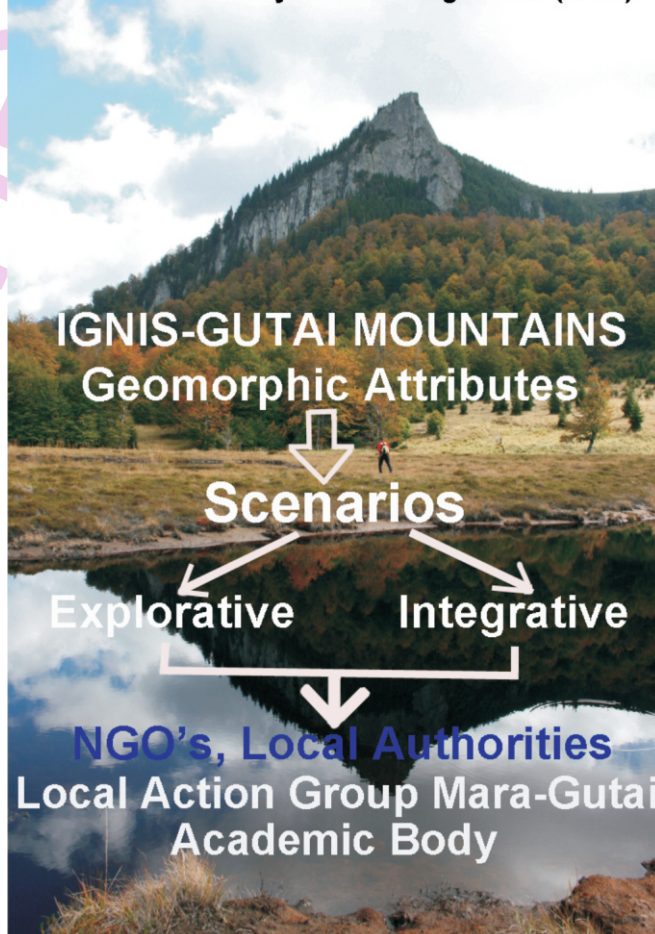 IGNIS-GUTAI MOUNTAINS
Geomorphic Attributes
Scenarios
Explorative Integrative
NGO's, Local Authorities
Local Action Group Mara-Gutai
Academic Body